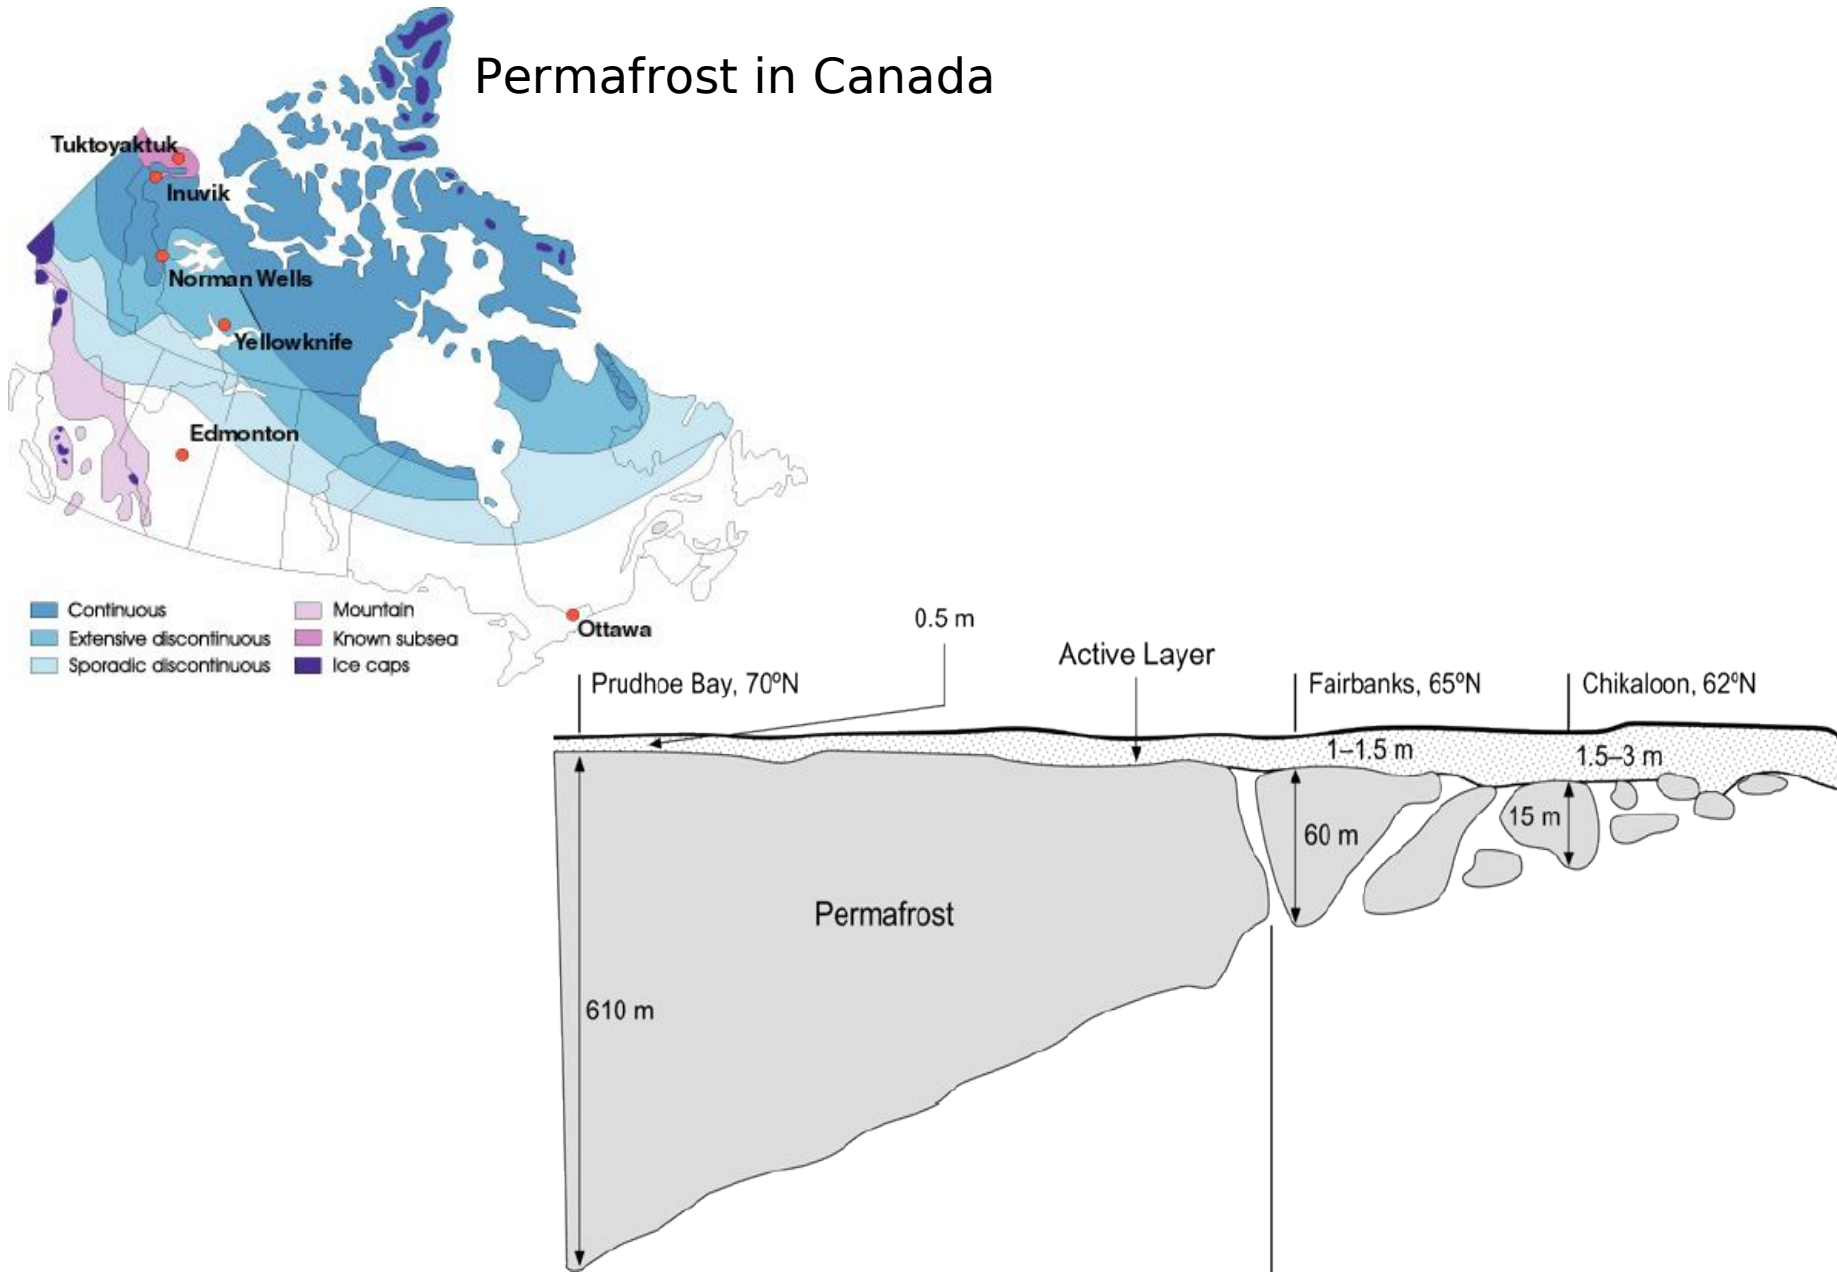 Permafrost in Canada
Tuktoyaktuk
Inuvik
Norman Wells
Yellowknife
Edmonton
Ottawa
Continuous
Extensive discontinuous
Sporadic discontinuous
Mountain
Known subsea
Ice caps
0.5 m
Active Layer
Prudhoe Bay, 70ºN
Fairbanks, 65ºN
Chikaloon, 62ºN
1–1.5 m
1.5–3 m
15 m
60 m
Permafrost
610 m